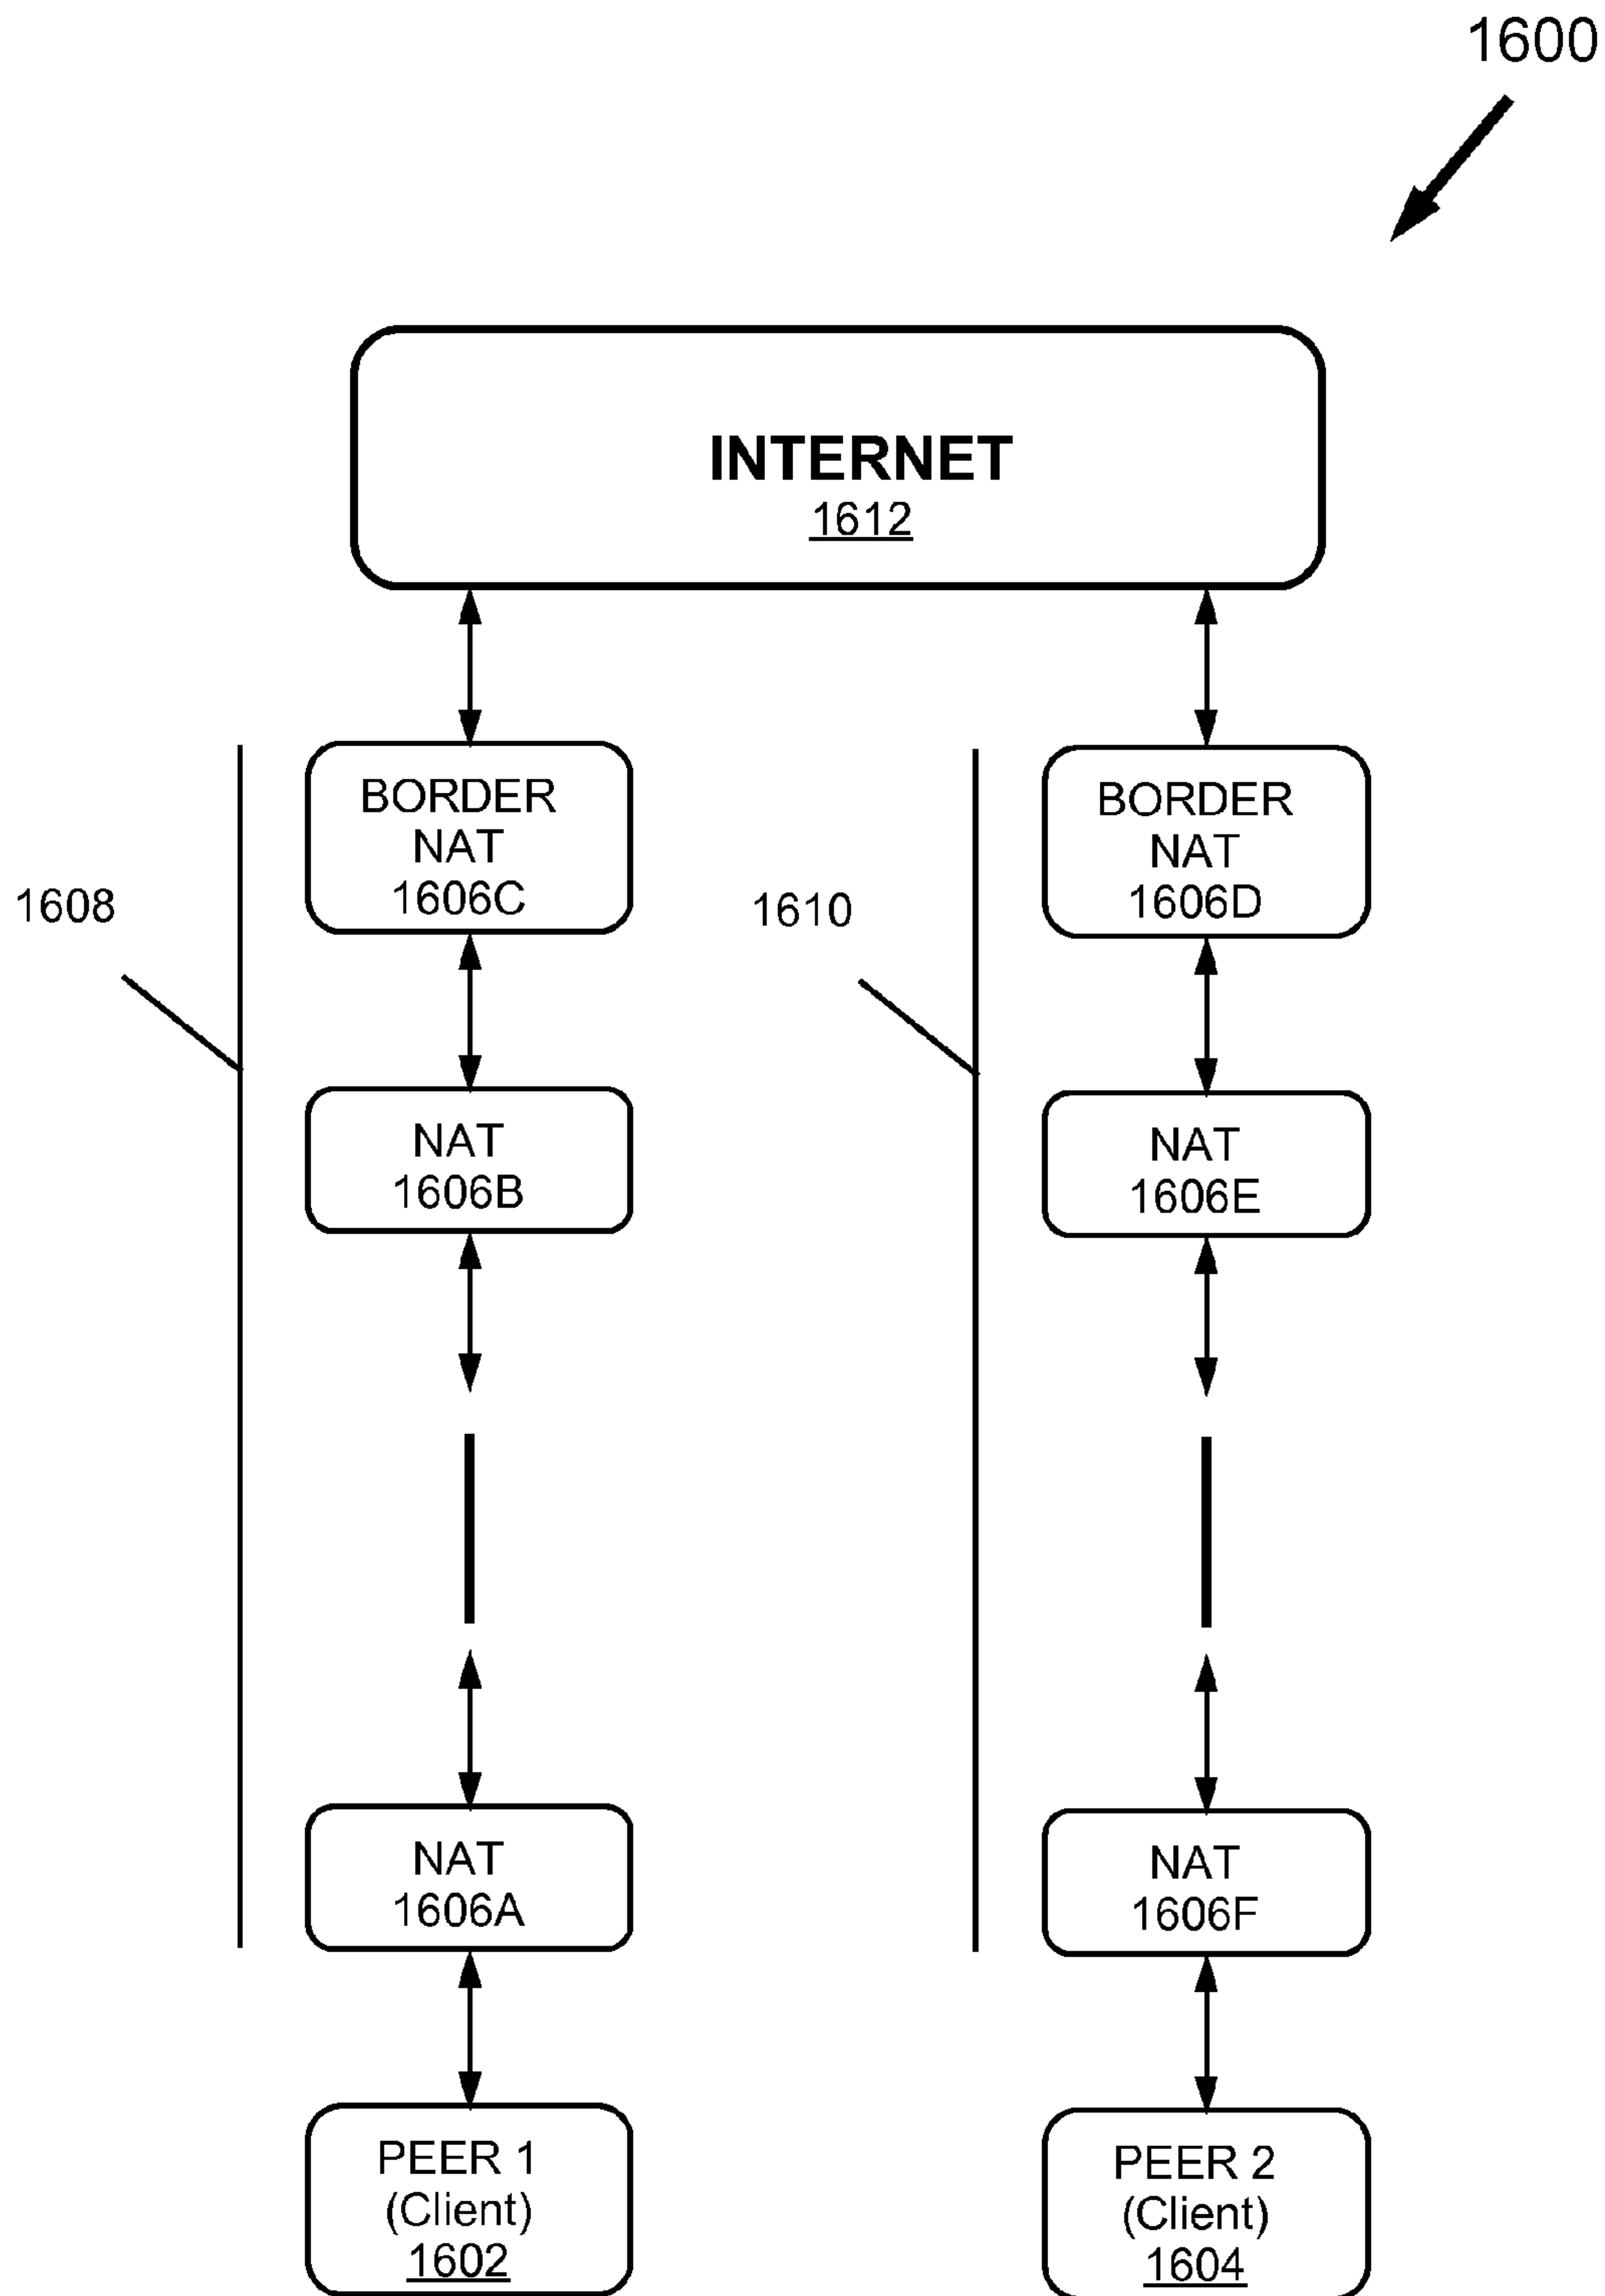 1600
INTERNET
1612
BORDER
NAT
1606C
BORDER
NAT
1606D
1608
1610
NAT
1606B
NAT
1606E
NAT
1606A
NAT
1606F
PEER 1
(Client)
1602
PEER 2
(Client)
1604